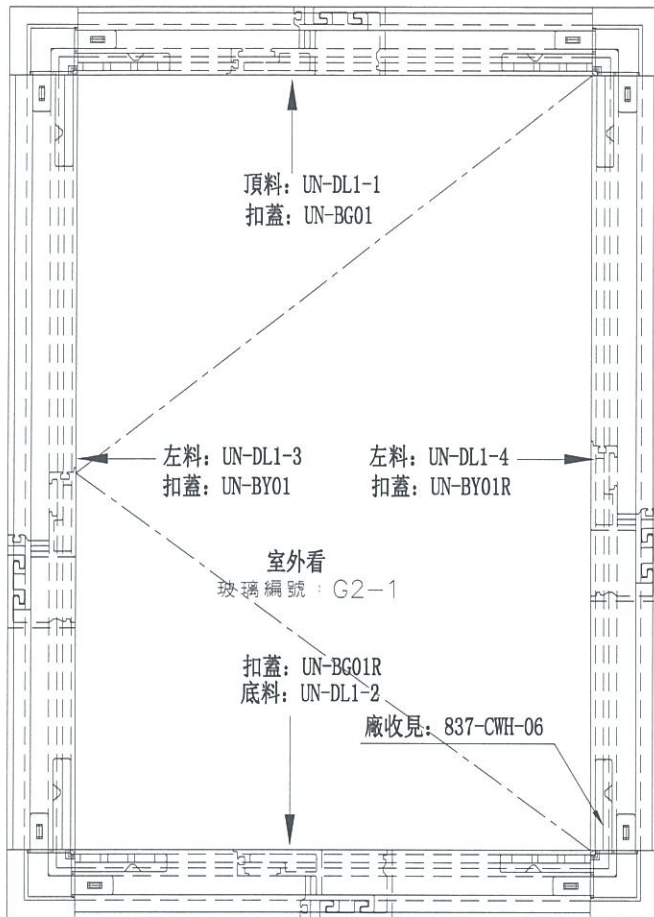 頂料: UN-DL1-1
扣蓋: UN-BG01
左料: UN-DL1-3
扣蓋: UN-BY01
左料: UN-DL1-4
扣蓋: UN-BY01R
室外看
玻璃編號 : G2-1
扣蓋: UN-BG01R
底料: UN-DL1-2
廠收見: 837-CWH-06